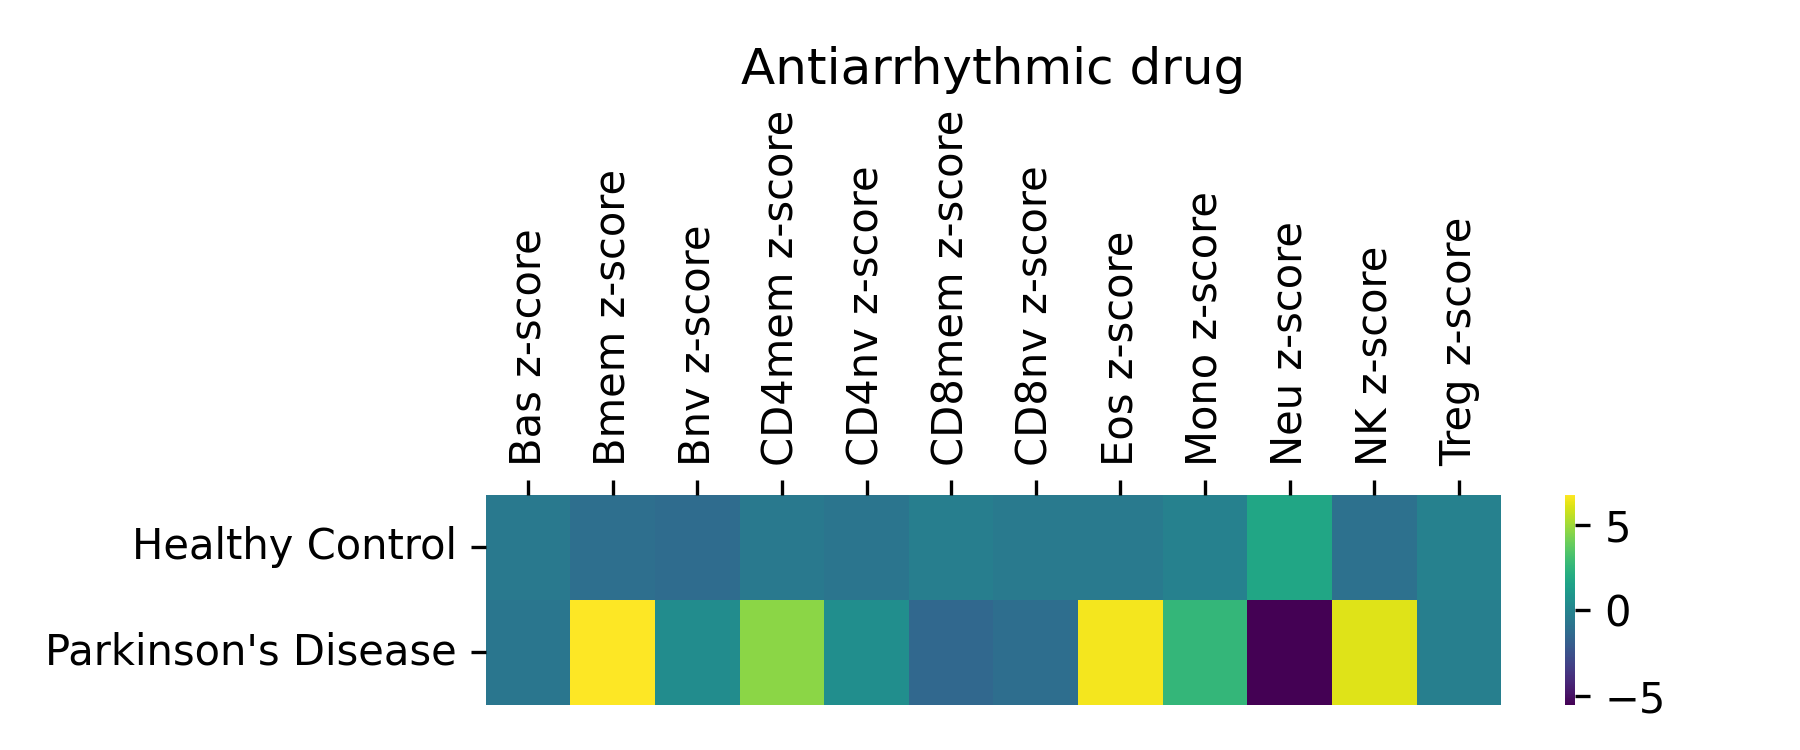 Antiarrhythmic drug
Bas z-score
Bmem z-score
Bnv z-score
CD4mem z-score
CD4nv z-score
CD8mem z-score
CD8nv z-score
Eos z-score
Mono z-score
Neu z-score
NK z-score
Treg z-score
Healthy Control
Parkinson's Disease
5
0
−5